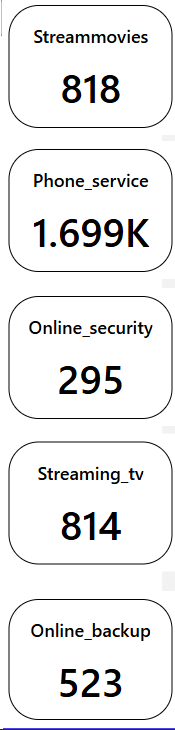 Streammovies
818
Phone_service
1.699K
Online_security
295
Streaming_tv
814
Online_backup
523